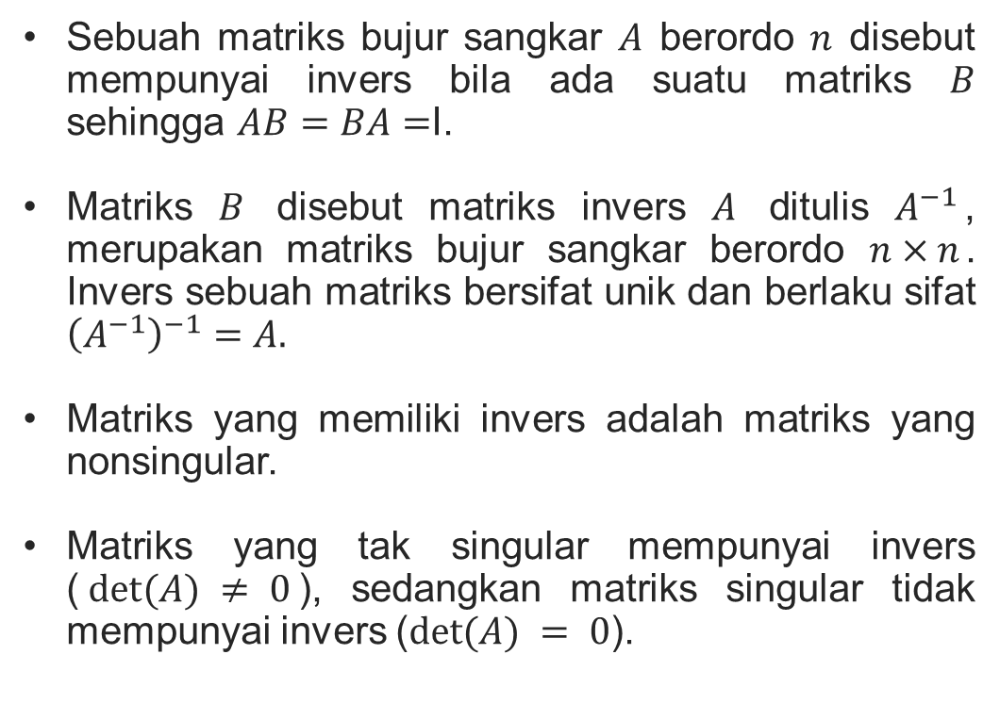 • Sebuah matriks bujur sangkar A berordo n disebut
mempunyai invers bila ada suatu matriks B
sehingga AB = BA =I.
• Matriks B disebut matriks invers A ditulis A⁻¹,
merupakan matriks bujur sangkar berordo n × n.
Invers sebuah matriks bersifat unik dan berlaku sifat
(A⁻¹)⁻¹ = A.
• Matriks yang memiliki invers adalah matriks yang
nonsingular.
• Matriks yang tak singular mempunyai invers
( det(A) ≠ 0 ), sedangkan matriks singular tidak
mempunyai invers (det(A) = 0).